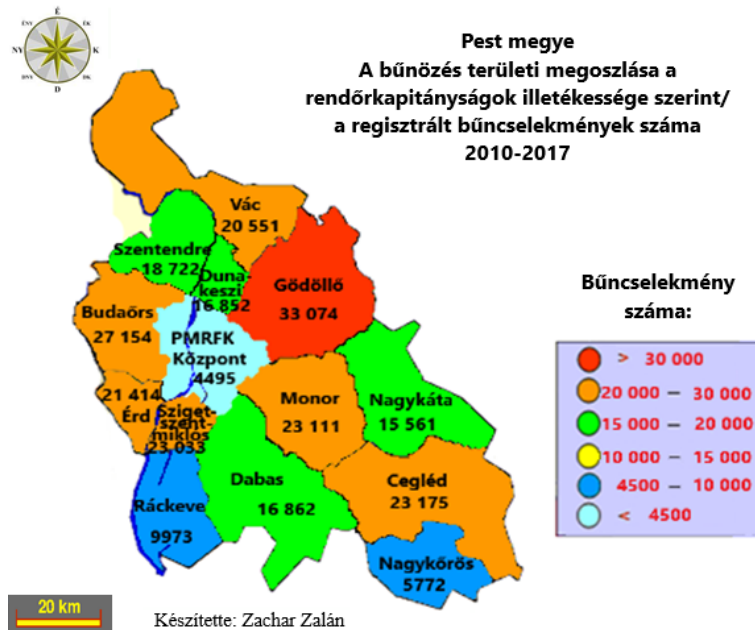 É
ÉNY
ÉK
NY
K
DNY
DK
D
Pest megye
A bűnözés területi megoszlása a
rendőrkapitányságok illetékessége szerint/
a regisztrált bűncselekmények száma
2010-2017
Vác
20 551
Szentendre
18 722
Duna-
keszi
16 852
Gödöllő
33 074
Budaörs
27 154
PMRFK
Központ
4495
21 414
Érd
Sziget-
szent-
miklós
23 033
Monor
23 111
Nagykáta
15 561
Ráckeve
9973
Dabas
16 862
Cegléd
23 175
Nagykőrös
5772
Bűncselekmény
száma:
> 30 000
20 000 – 30 000
15 000 – 20 000
10 000 – 15 000
4500 – 10 000
< 4500
20 km
Készítette: Zachar Zalán